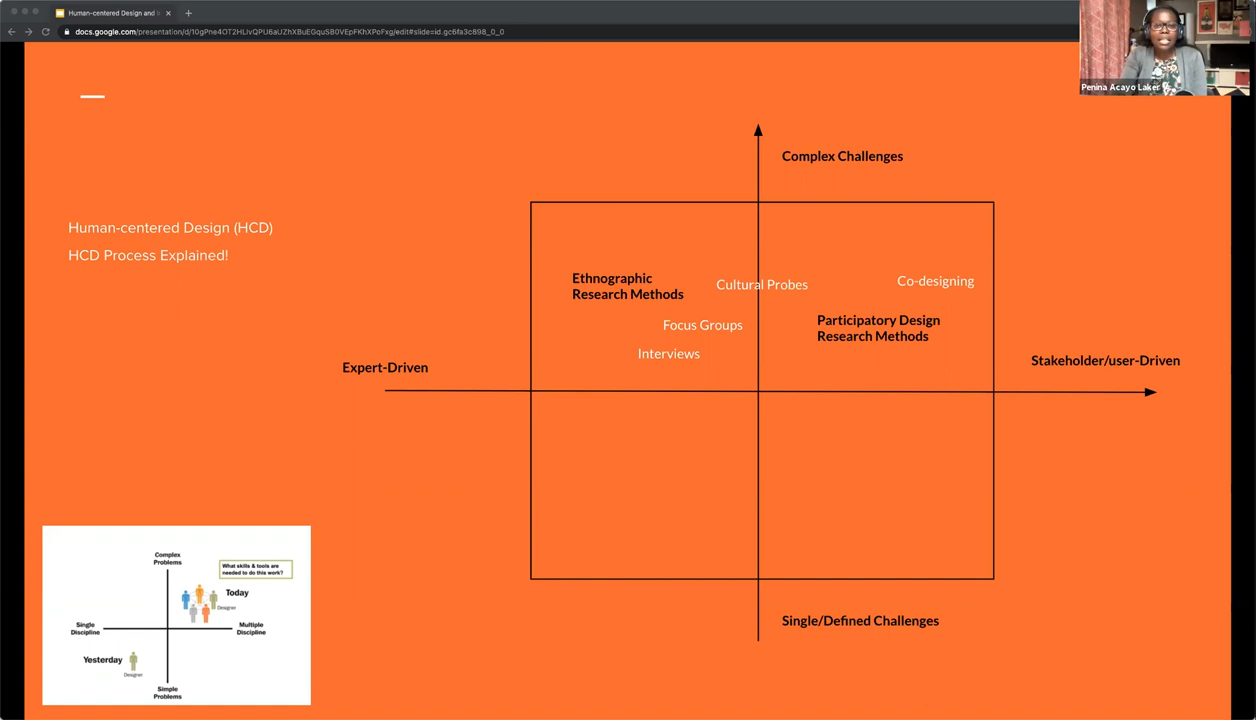 Human-centered Design and
docs.google.com/presentation/d/10gPne4OT2HLivQPU6aUZhXBuEGquSB0VEpFKhXPoFxg/edit#slide=id.gc6fa3c898_0_0
Penina Acayo Laker
Complex Challenges
Human-centered Design (HCD)
HCD Process Explained!
Ethnographic
Research Methods
Cultural Probes
Co-designing
Focus Groups
Participatory Design
Research Methods
Interviews
Expert-Driven
Stakeholder/user-Driven
Single/Defined Challenges
Complex
Problems
What skills & tools are
needed to do this work?
Today
Designer
Single
Discipline
Multiple
Discipline
Yesterday
Designer
Simple
Problems